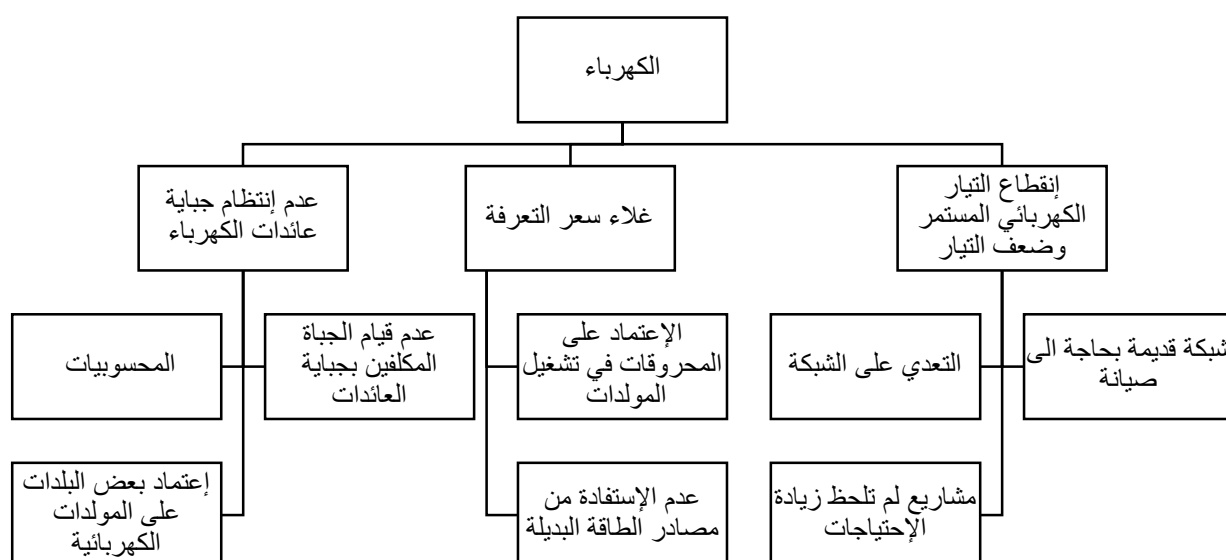 الكهرباء
إنقطاع التيار
الكهربائي المستمر
وضعف التيار
غلاء سعر التعرفة
عدم إنتظام جباية
عائدات الكهرباء
شبكة قديمة بحاجة الى
صيانة
التعدي على الشبكة
الإعتماد على
المحروقات في تشغيل
المولدات
عدم قيام الجباة
المكلفين بجباية
العائدات
المحسوبيات
مشاريع لم تلحظ زيادة
الإحتياجات
عدم الإستفادة من
مصادر الطاقة البديلة
إعتماد بعض البلدات
على المولدات
الكهربائية